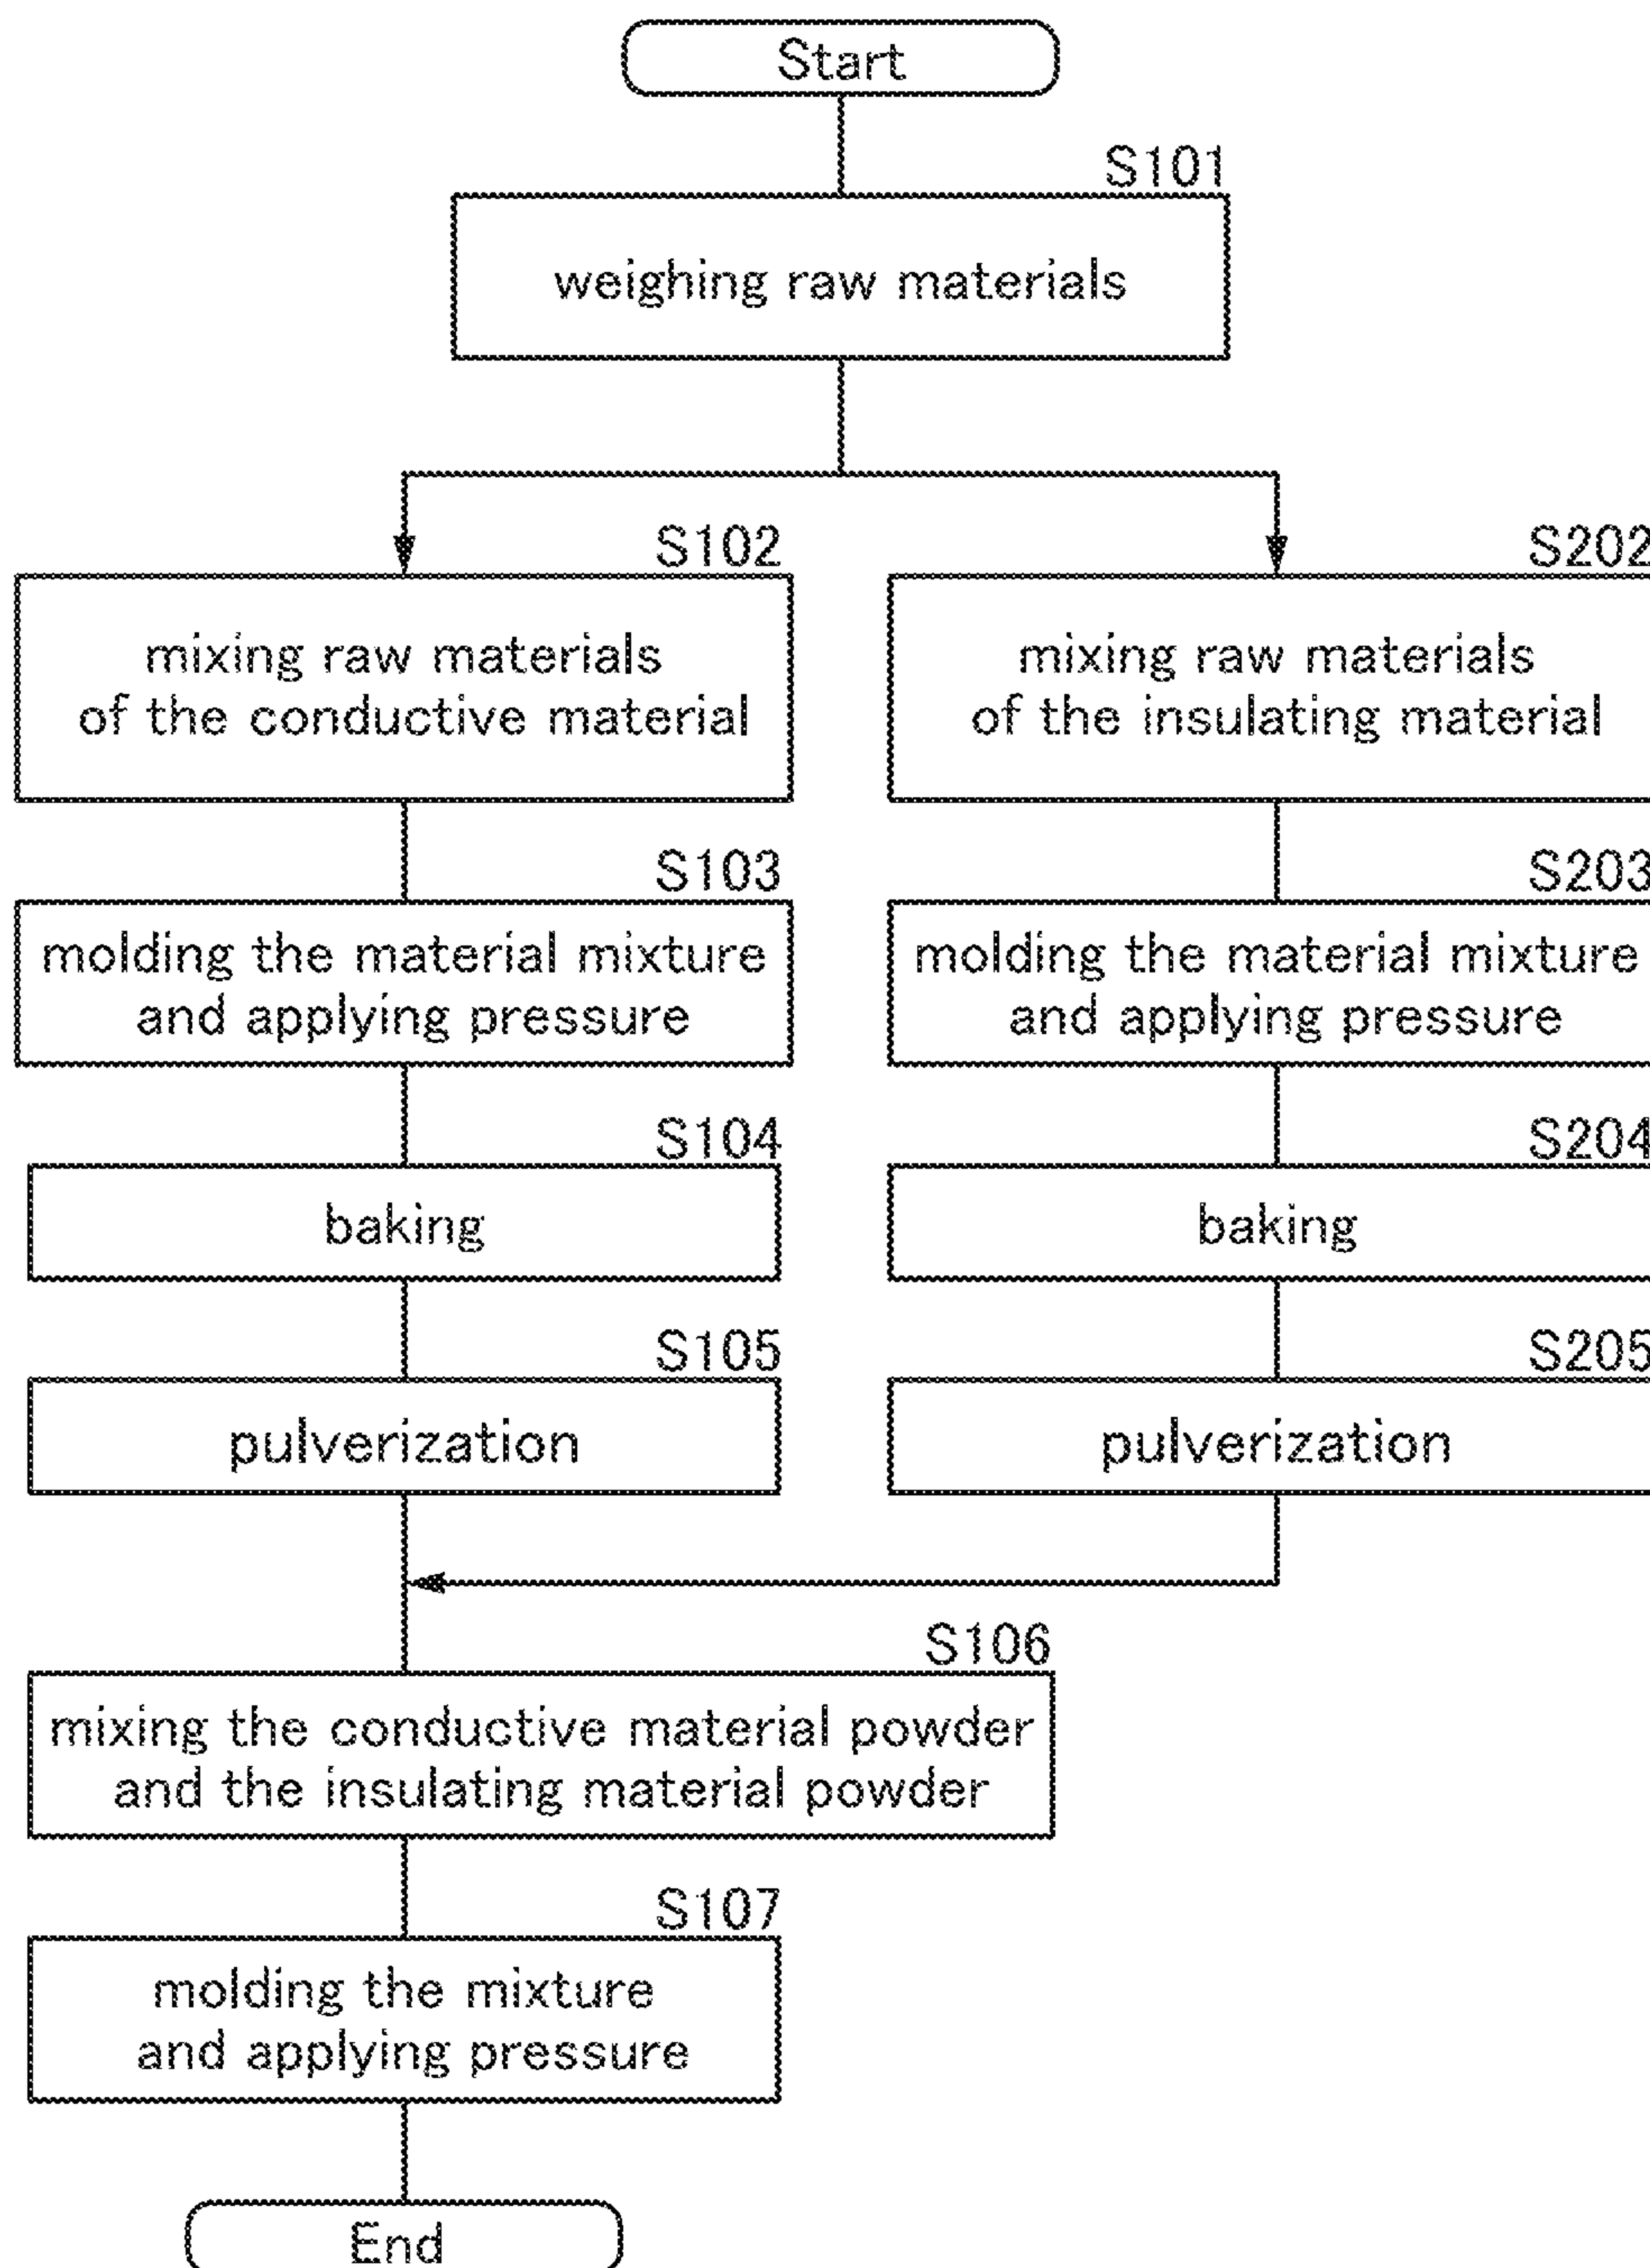 Start
S101
weighing raw materials
S102
mixing raw materials
of the conductive material
S202
mixing raw materials
of the insulating material
S103
molding the material mixture
and applying pressure
S203
molding the material mixture
and applying pressure
S104
baking
S204
baking
S105
pulverization
S205
pulverization
S106
mixing the conductive material powder
and the insulating material powder
S107
molding the mixture
and applying pressure
End